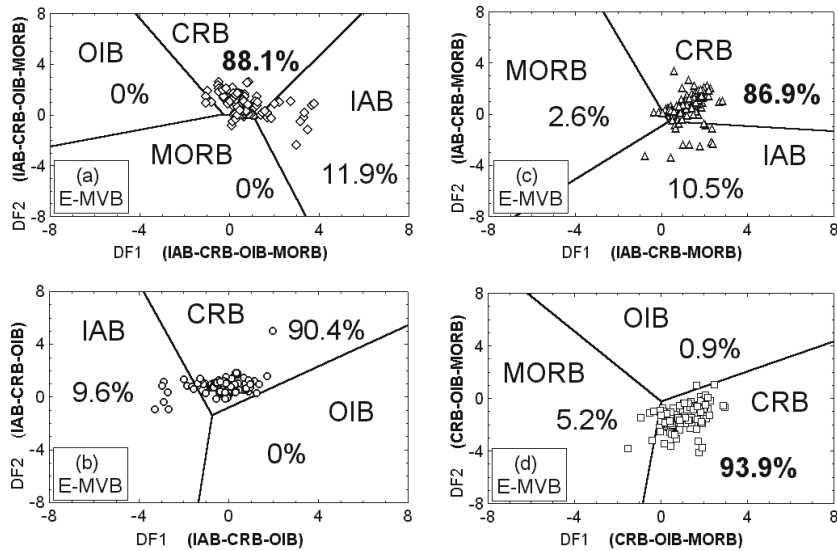 8
4
0
-4
-8
DF2 (IAB-CRB-OIB-MORB)
OIB
CRB
88.1%
0%
IAB
MORB
0%
11.9%
(a)
E-MVB
-8 -4 0 4 8
DF1 (IAB-CRB-OIB-MORB)
8
4
0
-4
-8
DF2 (IAB-CRB-MORB)
CRB
MORB
86.9%
2.6%
IAB
10.5%
(c)
E-MVB
-8 -4 0 4 8
DF1 (IAB-CRB-MORB)
8
4
0
-4
-8
DF2 (IAB-CRB-OIB)
IAB
CRB
90.4%
9.6%
OIB
0%
(b)
E-MVB
-8 -4 0 4 8
DF1 (IAB-CRB-OIB)
8
4
0
-4
-8
DF2 (CRB-OIB-MORB)
OIB
0.9%
MORB
5.2%
CRB
93.9%
(d)
E-MVB
-8 -4 0 4 8
DF1 (CRB-OIB-MORB)